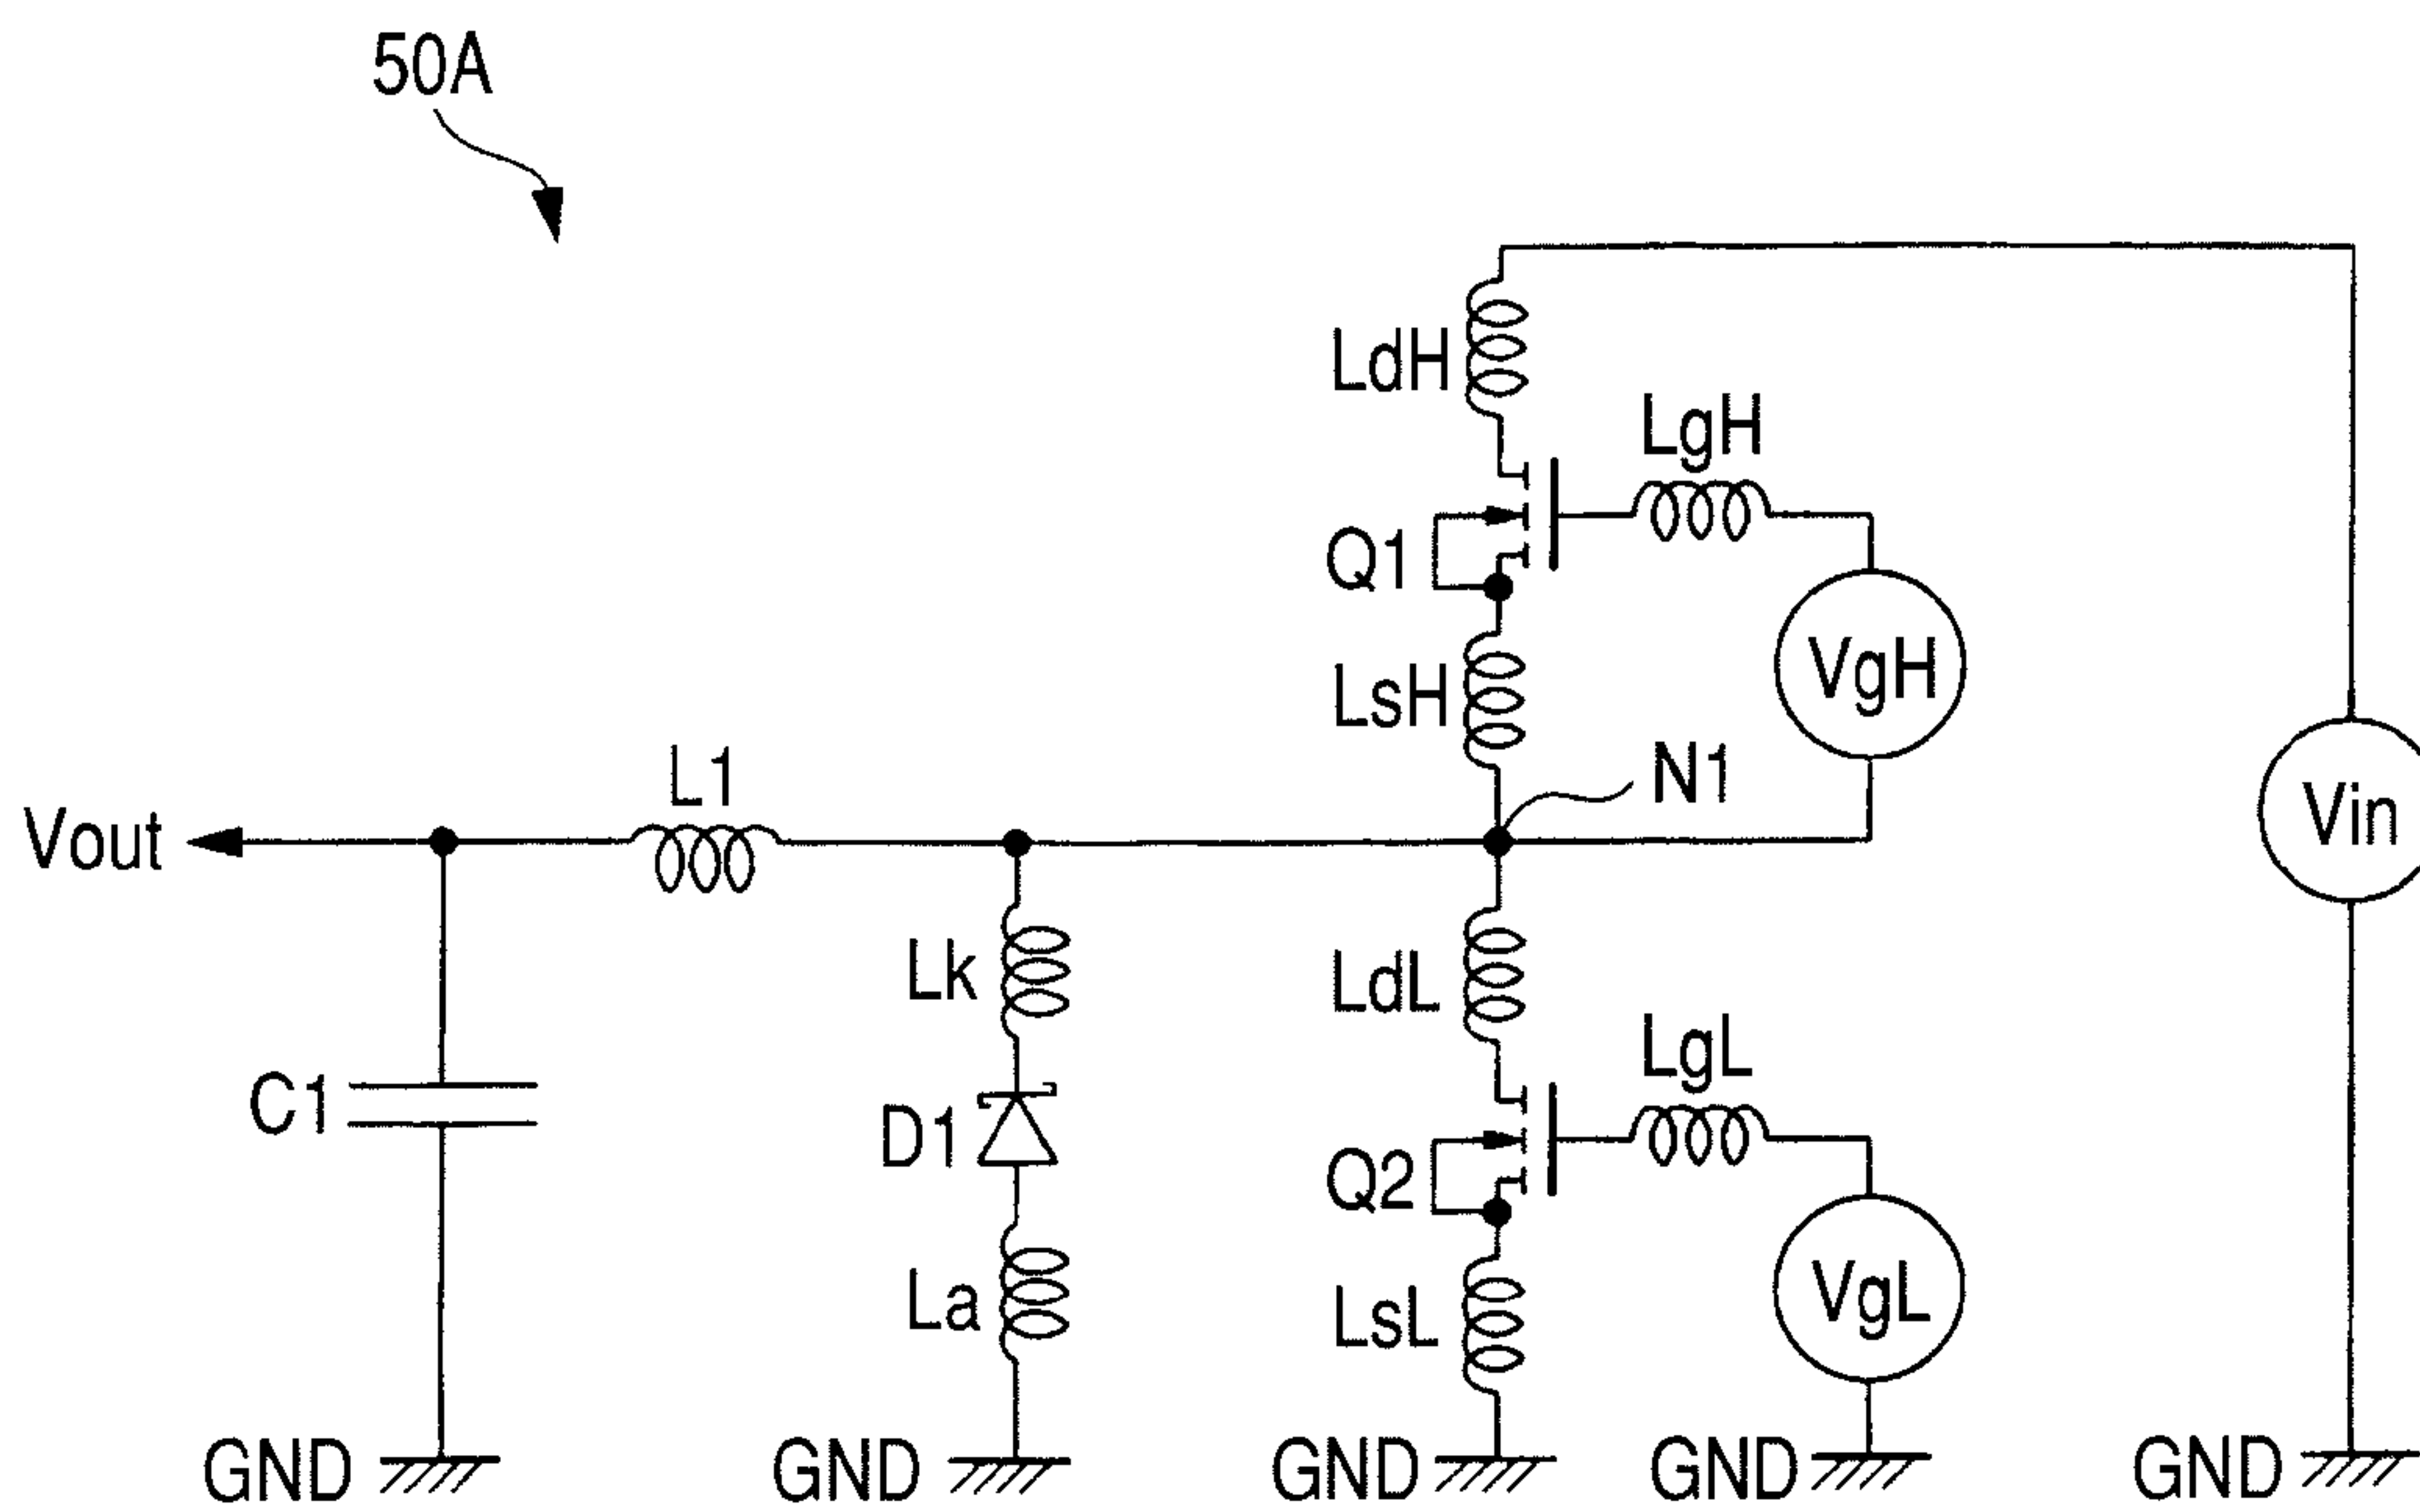 50A
LdH
LgH
Q1
VgH
LsH
N1
L1
Vin
Vout
Lk
LdL
LgL
C1
D1
Q2
VgL
La
LsL
GND
GND
GND
GND
GND